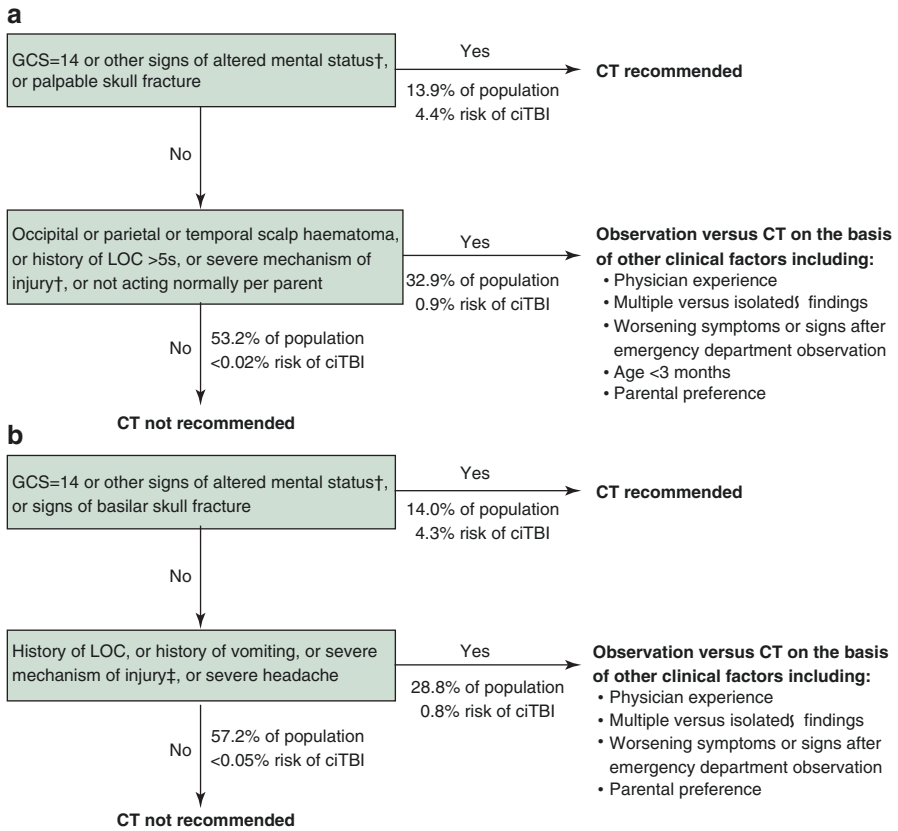 a
GCS=14 or other signs of altered mental status†,
or palpable skull fracture
Yes
13.9% of population
4.4% risk of ciTBI
CT recommended
No
Occipital or parietal or temporal scalp haematoma,
or history of LOC >5s, or severe mechanism of
injury†, or not acting normally per parent
Yes
32.9% of population
0.9% risk of ciTBI
Observation versus CT on the basis
of other clinical factors including:
• Physician experience
• Multiple versus isolated§ findings
• Worsening symptoms or signs after
emergency department observation
• Age <3 months
• Parental preference
No
53.2% of population
<0.02% risk of ciTBI
CT not recommended
b
GCS=14 or other signs of altered mental status†,
or signs of basilar skull fracture
Yes
14.0% of population
4.3% risk of ciTBI
CT recommended
No
History of LOC, or history of vomiting, or severe
mechanism of injury‡, or severe headache
Yes
28.8% of population
0.8% risk of ciTBI
Observation versus CT on the basis
of other clinical factors including:
• Physician experience
• Multiple versus isolated§ findings
• Worsening symptoms or signs after
emergency department observation
• Parental preference
No
57.2% of population
<0.05% risk of ciTBI
CT not recommended